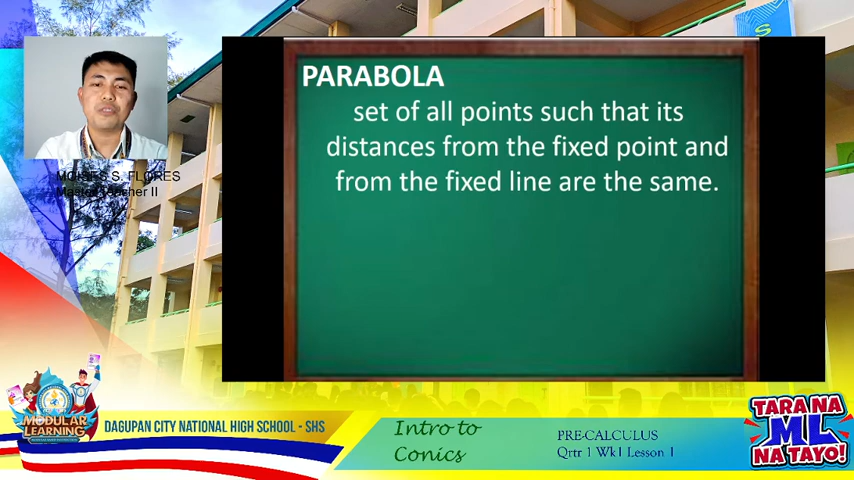 PARABOLA
set of all points such that its
distances from the fixed point and
from the fixed line are the same.
MOISES S. FLORES
Master Teacher II
MODULAR
LEARNING
DAGUPAN CITY NATIONAL HIGH SCHOOL - SHS
Intro to
Conics
PRE-CALCULUS
Qrtr 1 Wk1 Lesson 1
TARA NA
ML
NA TAYO!